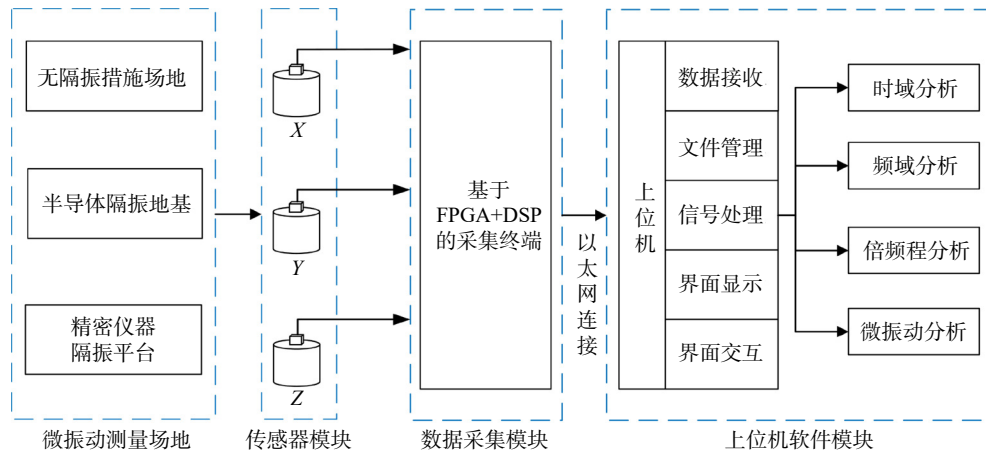 无隔振措施场地
半导体隔振地基
精密仪器
隔振平台
微振动测量场地
X
Y
Z
传感器模块
基于
FPGA+DSP
的采集终端
数据采集模块
以太网连接
上位机
数据接收
文件管理
信号处理
界面显示
界面交互
时域分析
频域分析
倍频程分析
微振动分析
上位机软件模块